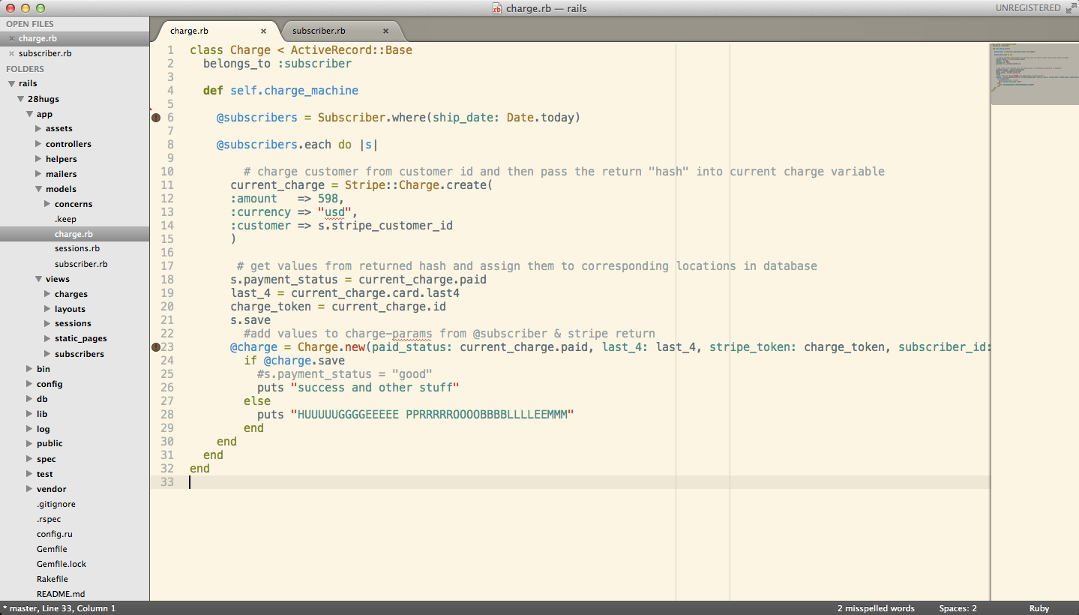 charge.rb — rails
UNREGISTERED
OPEN FILES
× charge.rb
× subscriber.rb
FOLDERS
rails
28hugs
app
assets
controllers
helpers
mailers
models
concerns
.keep
charge.rb
sessions.rb
subscriber.rb
views
charges
layouts
sessions
static_pages
subscribers
bin
config
db
lib
log
public
spec
test
vendor
.gitignore
.rspec
config.ru
Gemfile
Gemfile.lock
Rakefile
README.md
charge.rb ×
subscriber.rb ×
1 class Charge < ActiveRecord::Base
2   belongs_to :subscriber
3
4   def self.charge_machine
5
6     @subscribers = Subscriber.where(ship_date: Date.today)
7
8     @subscribers.each do |s|
9
10         # charge customer from customer id and then pass the return "hash" into current charge variable
11       current_charge = Stripe::Charge.create(
12       :amount   => 598,
13       :currency => "usd",
14       :customer => s.stripe_customer_id
15       )
16
17        # get values from returned hash and assign them to corresponding locations in database
18       s.payment_status = current_charge.paid
19       last_4 = current_charge.card.last4
20       charge_token = current_charge.id
21       s.save
22         #add values to charge-params from @subscriber & stripe return
23       @charge = Charge.new(paid_status: current_charge.paid, last_4: last_4, stripe_token: charge_token, subscriber_id:
24         if @charge.save
25           #s.payment_status = "good"
26           puts "success and other stuff"
27         else
28           puts "HUUUUUGGGGEEEEE PPRRRRROOOOBBBBLLLLEEMMM"
29         end
30     end
31   end
32 end
33
* master, Line 33, Column 1
2 misspelled words
Spaces: 2
Ruby